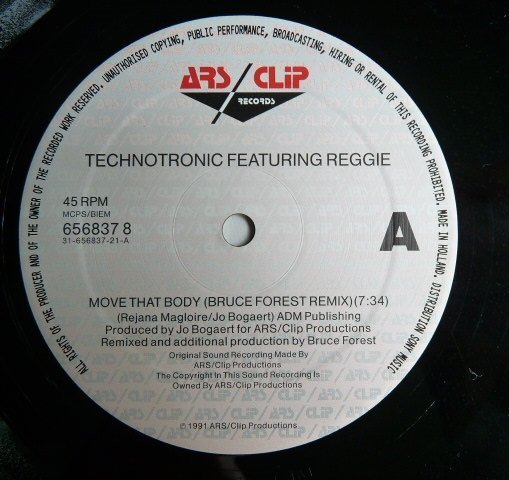 ALL RIGHTS OF THE PRODUCER AND OF THE OWNER OF THE RECORDED WORK RESERVED. UNAUTHORISED COPYING, PUBLIC PERFORMANCE, BROADCASTING, HIRING OR RENTAL OF THIS RECORDING PROHIBITED. MADE IN HOLLAND. DISTRIBUTION SONY MUSIC
ARS/CLIP
RECORDS
TECHNOTRONIC FEATURING REGGIE
45 RPM
MCPS/BIEM
656837 8
31-656837-21-A
A
MOVE THAT BODY (BRUCE FOREST REMIX)(7:34)
(Rejana Magloire/Jo Bogaert) ADM Publishing
Produced by Jo Bogaert for ARS/Clip Productions
Remixed and additional production by Bruce Forest
Original Sound Recording Made By
ARS/Clip Productions
The Copyright In This Sound Recording Is
Owned By ARS/Clip Productions
© 1991 ARS/Clip Productions